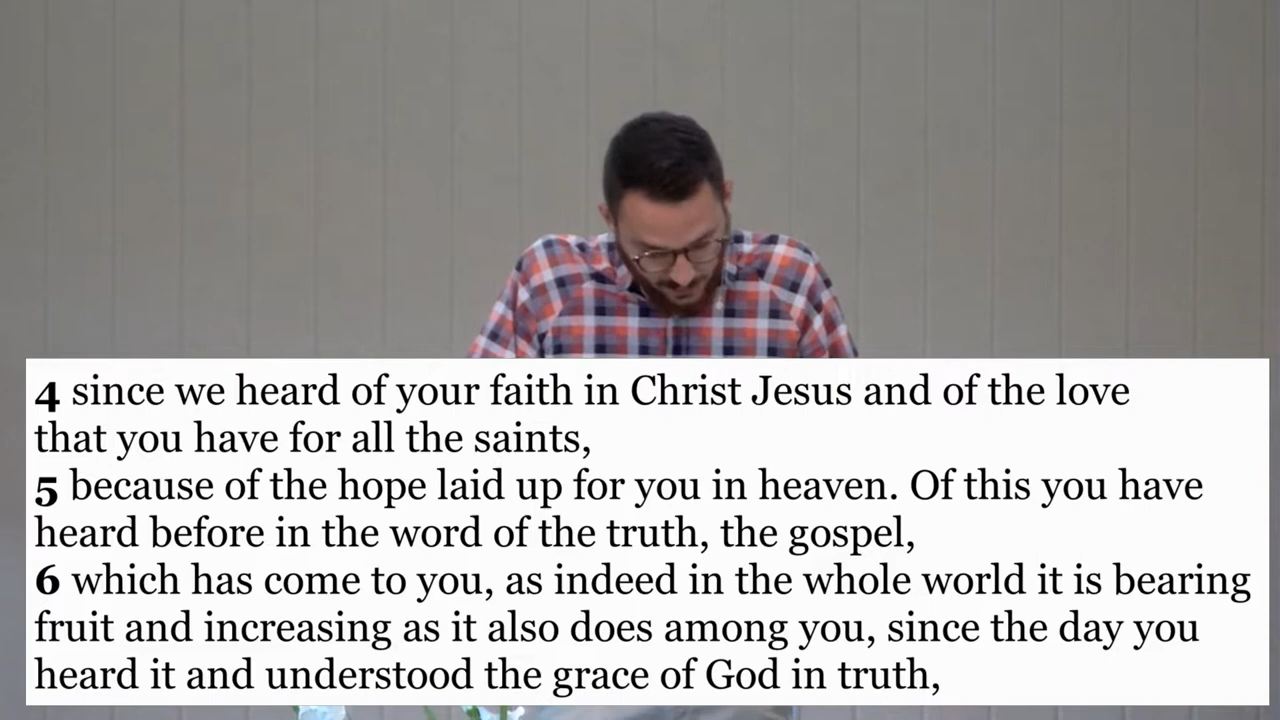 4 since we heard of your faith in Christ Jesus and of the love
that you have for all the saints,
5 because of the hope laid up for you in heaven. Of this you have
heard before in the word of the truth, the gospel,
6 which has come to you, as indeed in the whole world it is bearing
fruit and increasing as it also does among you, since the day you
heard it and understood the grace of God in truth,